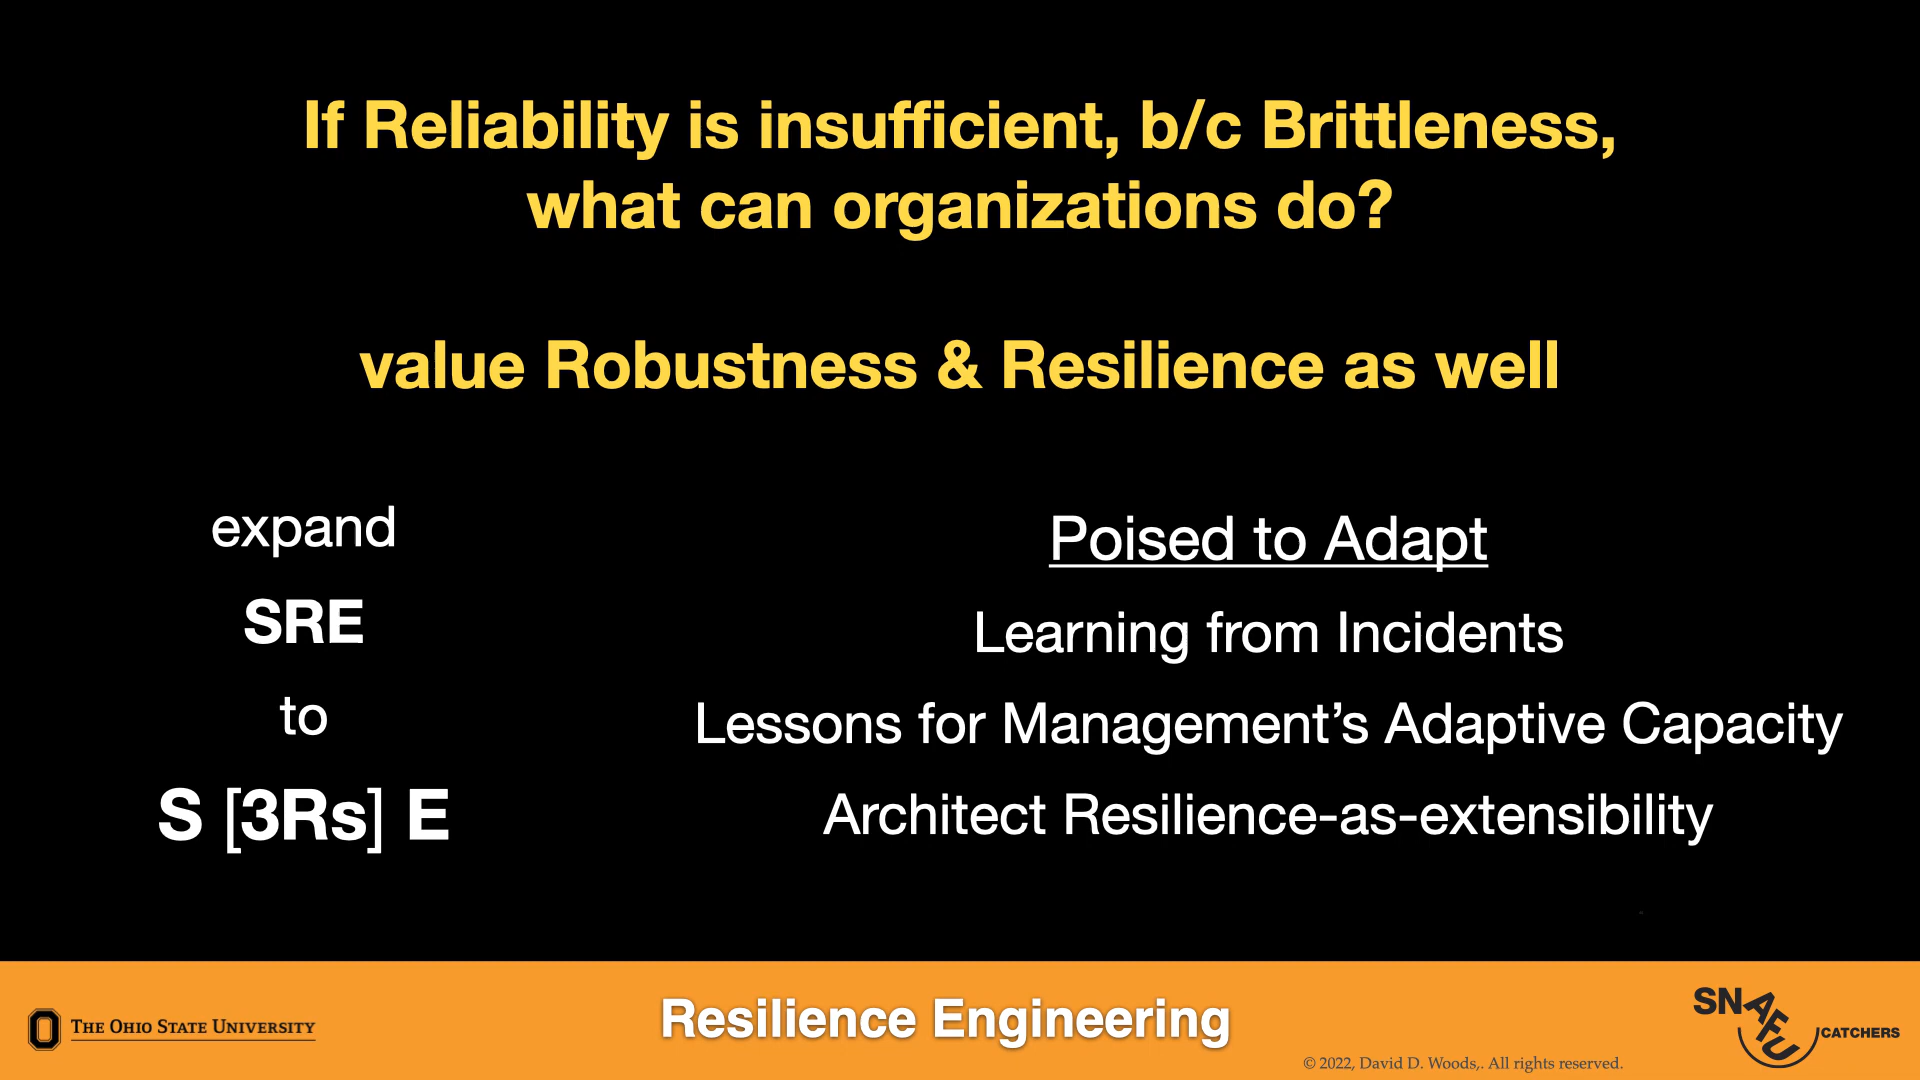 If Reliability is insufficient, b/c Brittleness,
what can organizations do?
value Robustness & Resilience as well
expand
SRE
to
S [3Rs] E
Poised to Adapt
Learning from Incidents
Lessons for Management’s Adaptive Capacity
Architect Resilience-as-extensibility
THE OHIO STATE UNIVERSITY
Resilience Engineering
© 2022, David D. Woods,. All rights reserved.
SNAFU CATCHERS